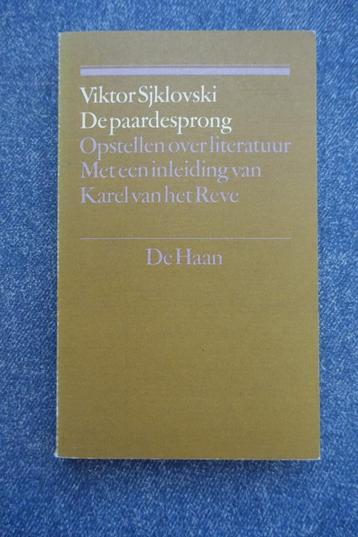 Viktor Sjklovski
De paardesprong
Opstellen over literatuur
Met een inleiding van
Karel van het Reve
De Haan